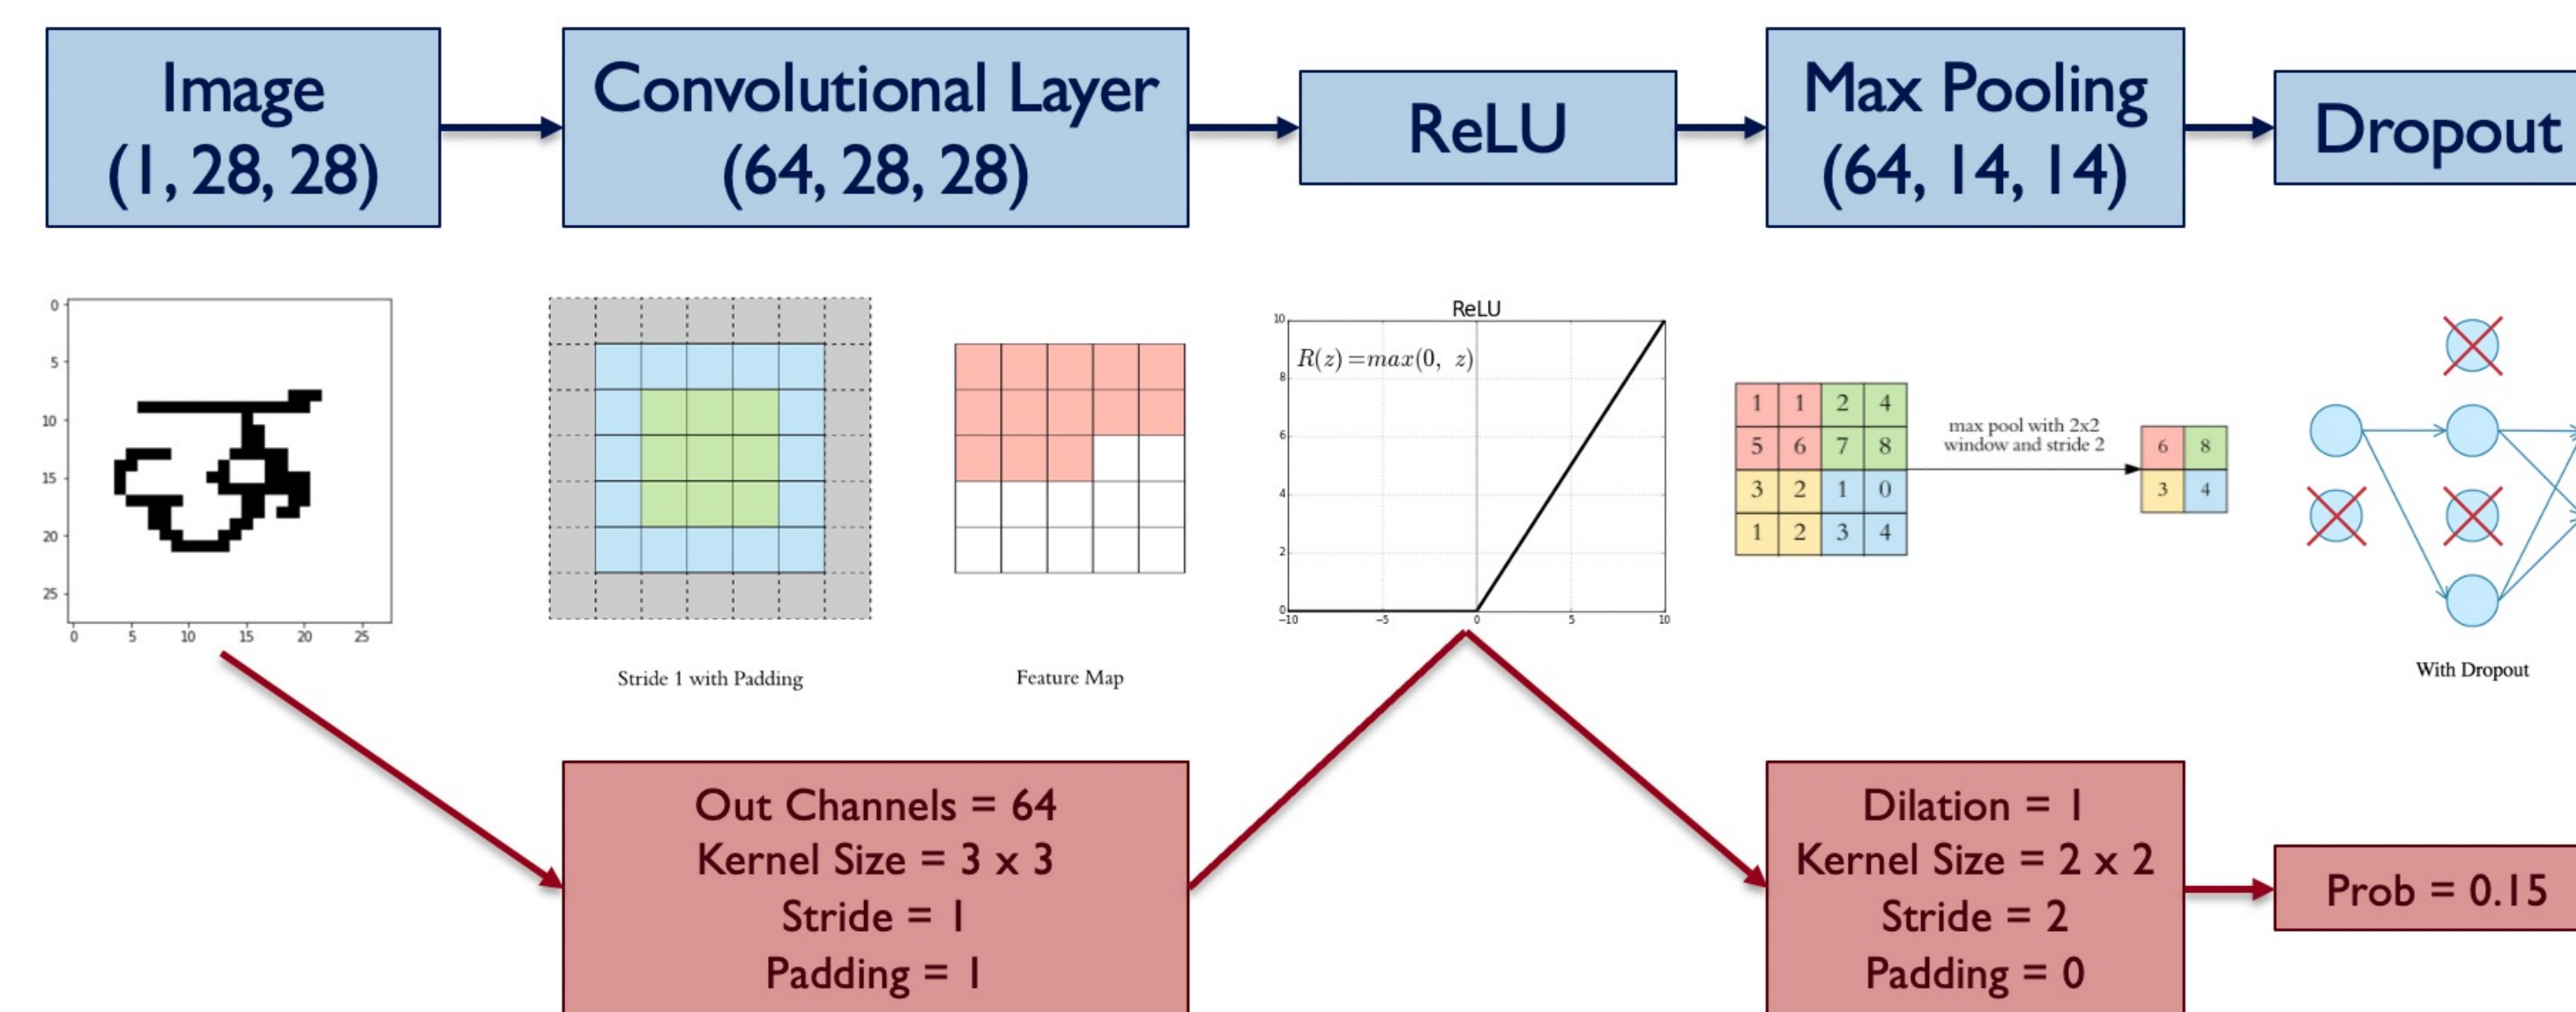 Image
(1, 28, 28)
Convolutional Layer
(64, 28, 28)
ReLU
Max Pooling
(64, 14, 14)
Dropout
0
5
10
15
20
25
0 5 10 15 20 25
Stride 1 with Padding
Feature Map
ReLU
R(z)=max(0, z)
10
8
6
4
2
0
−10 −5 0 5 10
1 1 2 4
5 6 7 8
3 2 1 0
1 2 3 4
max pool with 2x2
window and stride 2
6 8
3 4
With Dropout
Out Channels = 64
Kernel Size = 3 x 3
Stride = 1
Padding = 1
Dilation = 1
Kernel Size = 2 x 2
Stride = 2
Padding = 0
Prob = 0.15